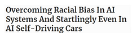 Overcoming Racial Bias In AI
Systems And Startlingly Even In
AI Self-Driving Cars